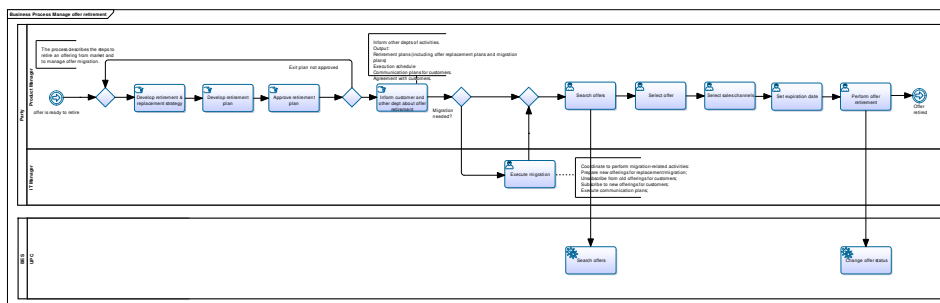 Business Process Manage offer retirement
Party
Product Manager
The process describes the steps to
retire an offering from market and
to manage offer migration.
offer is ready to retire
Develop retirement &
replacement strategy
Develop retirement
plan
Approve retirement
plan
Exit plan not approved
Inform other depts of activities.
Output:
Retirement plans (including offer replacement plans and migration
plans)
Execution schedule
Communication plans for customers.
Agreement with customers.
Inform customer and
other dept about offer
retirement
Migration
needed?
Search offers
Select offer
Select sales channels
Set expiration date
Perform offer
retirement
Offer
retired
IT Manager
Execute migration
Coordinate to perform migration-related activities:
Prepare new offerings for replacement/migration;
Unsubscribe from old offerings for customers;
Subscribe to new offerings for customers;
Execute communication plans;
BES
UPC
Search offers
Change offer status